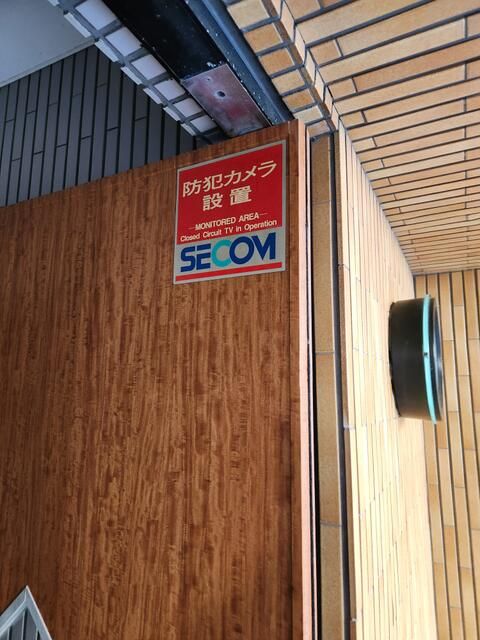 防犯カメラ
設置
MONITORED AREA
Closed Circuit TV in Operation
SECOM